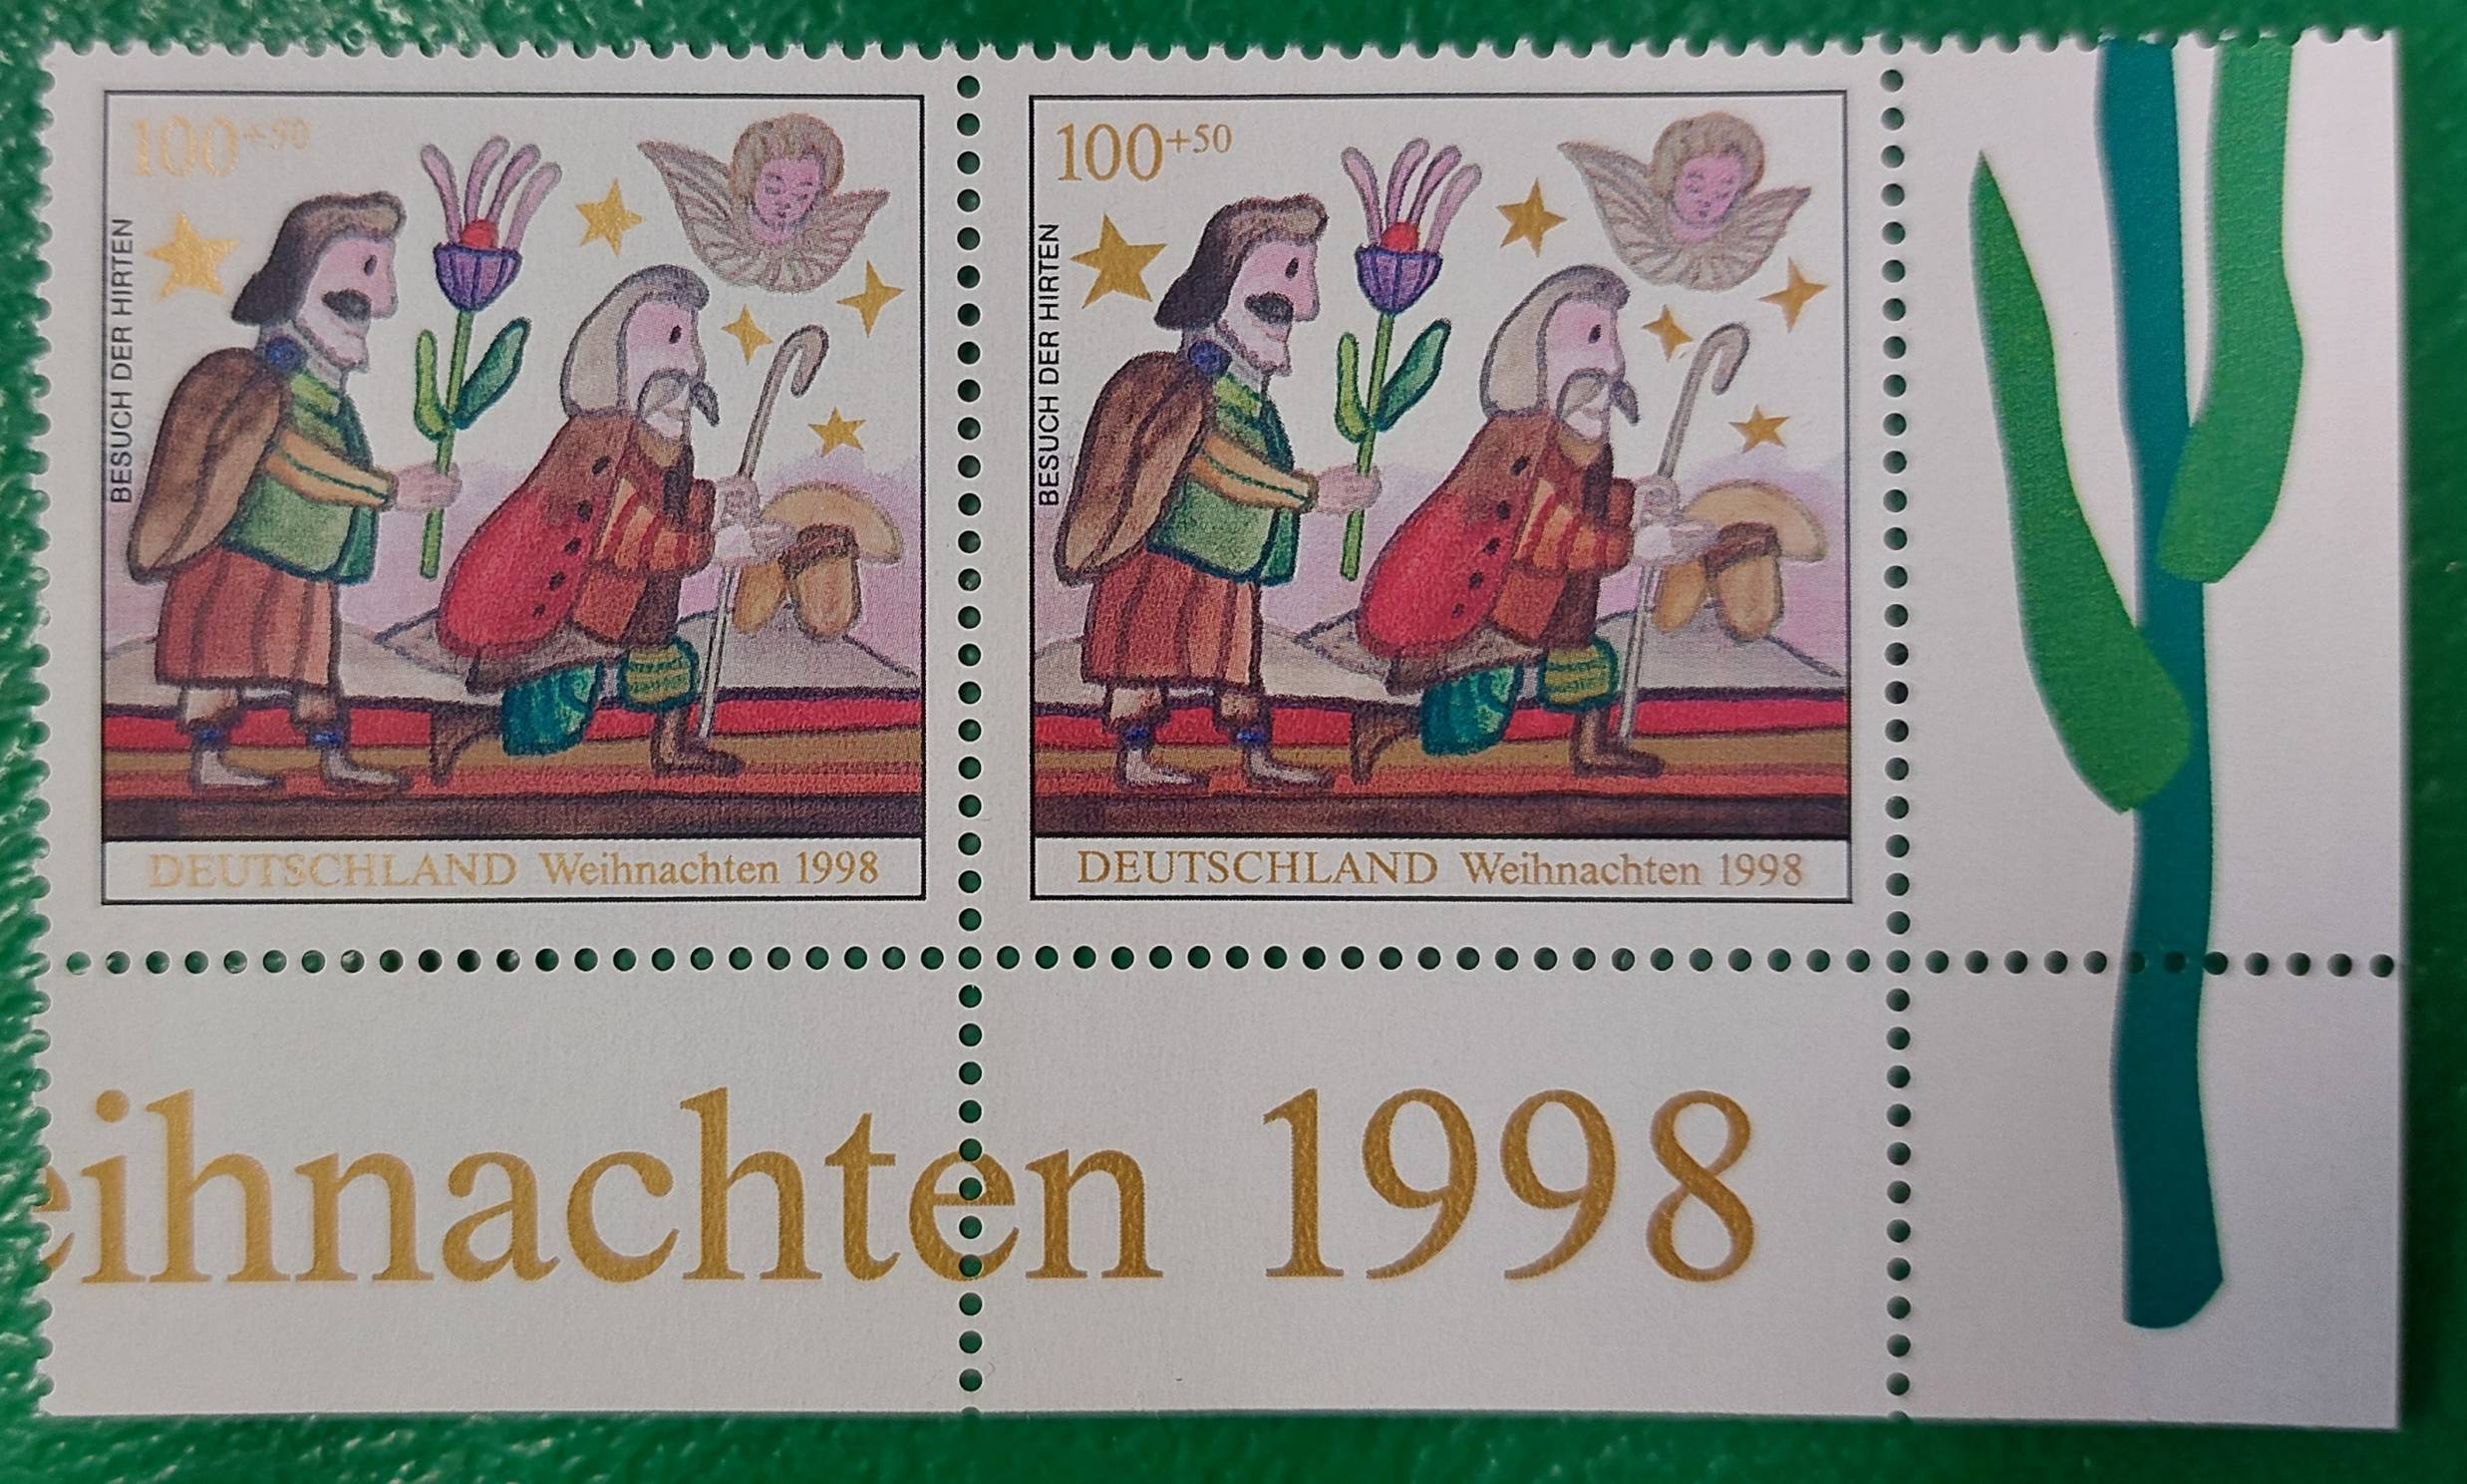 100+50
BESUCH DER HIRTEN
DEUTSCHLAND Weihnachten 1998
100+50
BESUCH DER HIRTEN
DEUTSCHLAND Weihnachten 1998
eihnachten 1998